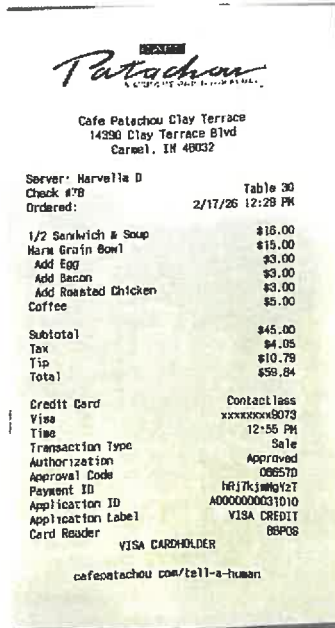 Patachou
Cafe Patachou Clay Terrace
14390 Clay Terrace Blvd
Carmel, IN 46032
Server: Harvella D
Check #78 Table 30
Ordered: 2/17/26 12:29 PM
1/2 Sandwich & Soup $16.00
Warm Grain Bowl $15.00
Add Egg $3.00
Add Bacon $3.00
Add Roasted Chicken $3.00
Coffee $5.00
Subtotal $45.00
Tax $4.05
Tip $10.79
Total $59.84
Credit Card Contactless
Visa xxxxxxxx9073
Time 12:55 PM
Transaction Type Sale
Authorization Approved
Approval Code 066570
Payment ID
Application ID A0000000031010
Application Label VISA CREDIT
Card Reader BBPOS
VISA CARDHOLDER
cafepatachou com/tell-a-human